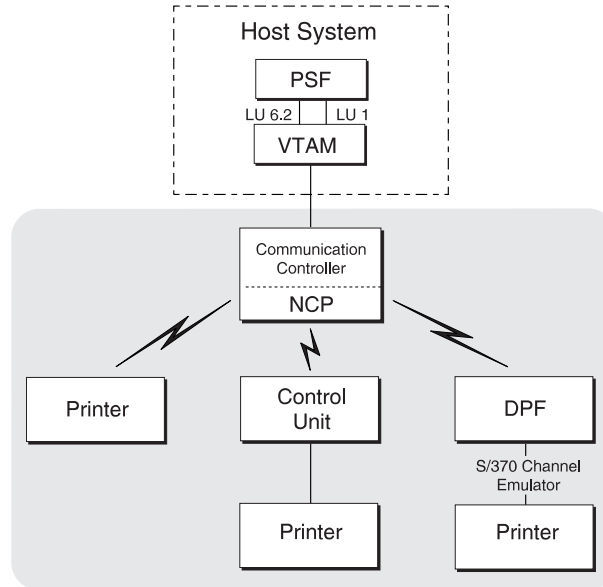 Host System
PSF
LU 6.2
LU 1
VTAM
Communication
Controller
NCP
Printer
Control
Unit
DPF
S/370 Channel
Emulator
Printer
Printer